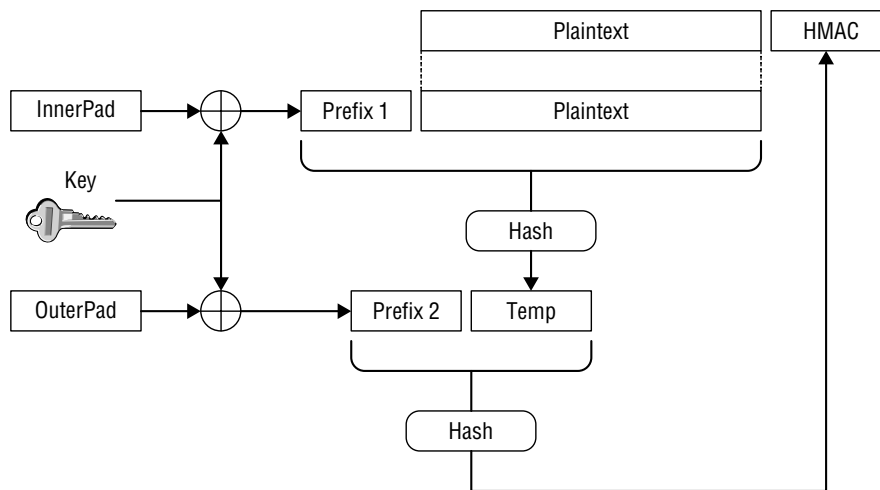 Plaintext
HMAC
InnerPad
Prefix 1
Plaintext
Key
Hash
OuterPad
Prefix 2
Temp
Hash